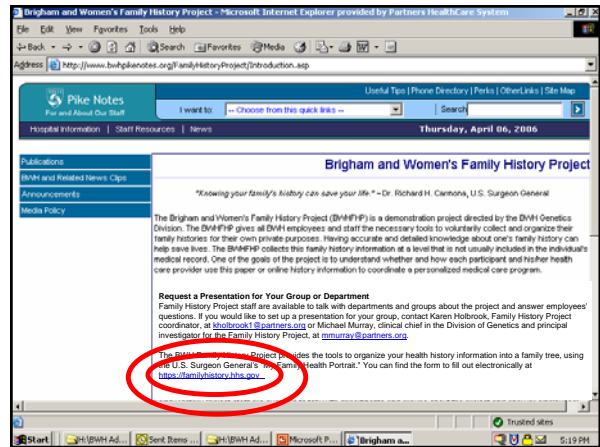 Brigham and Women's Family History Project - Microsoft Internet Explorer provided by Partners HealthCare System
File Edit View Favorites Tools Help
Back Search Favorites Media
Address http://www.bwhpikenotes.org/FamilyHistoryProject/Introduction.asp
Useful Tips | Phone Directory | Perks | OtherLinks | Site Map
Pike Notes
For and About Our Staff
I want to: -- Choose from this quick links -- Search
Hospital Information | Staff Resources | News Thursday, April 06, 2006
Publications
BWH and Related News Clips
Announcements
Media Policy
Brigham and Women's Family History Project
"Knowing your family's history can save your life." – Dr. Richard H. Carmona, U.S. Surgeon General
The Brigham and Women's Family History Project (BWHFHP) is a demonstration project directed by the BWH Genetics
Division. The BWHFHP gives all BWH employees and staff the necessary tools to voluntarily collect and organize their
family histories for their own private purposes. Having accurate and detailed knowledge about one's family history can
help save lives. The BWHFHP collects this family history information at a level that is not usually included in the individual's
medical record. One of the goals of the project is to understand whether and how each participant and his/her health
care provider use this paper or online history information to coordinate a personalized medical care program.
Request a Presentation for Your Group or Department
Family History Project staff are available to talk with departments and groups about the project and answer employees'
questions. If you would like to set up a presentation for your group, contact Karen Holbrook, Family History Project
coordinator, at kholbrook1@partners.org or Michael Murray, clinical chief in the Division of Genetics and principal
investigator for the Family History Project, at mmurray@partners.org.
The BWH Family History Project provides the tools to organize your health history information into a family tree, using
the U.S. Surgeon General's "My Family Health Portrait." You can find the form to fill out electronically at
https://familyhistory.hhs.gov
Trusted sites
Start H:\BWH Ad... Sent Items ... H:\BWH Ad... Microsoft P... Brigham a... 5:19 PM